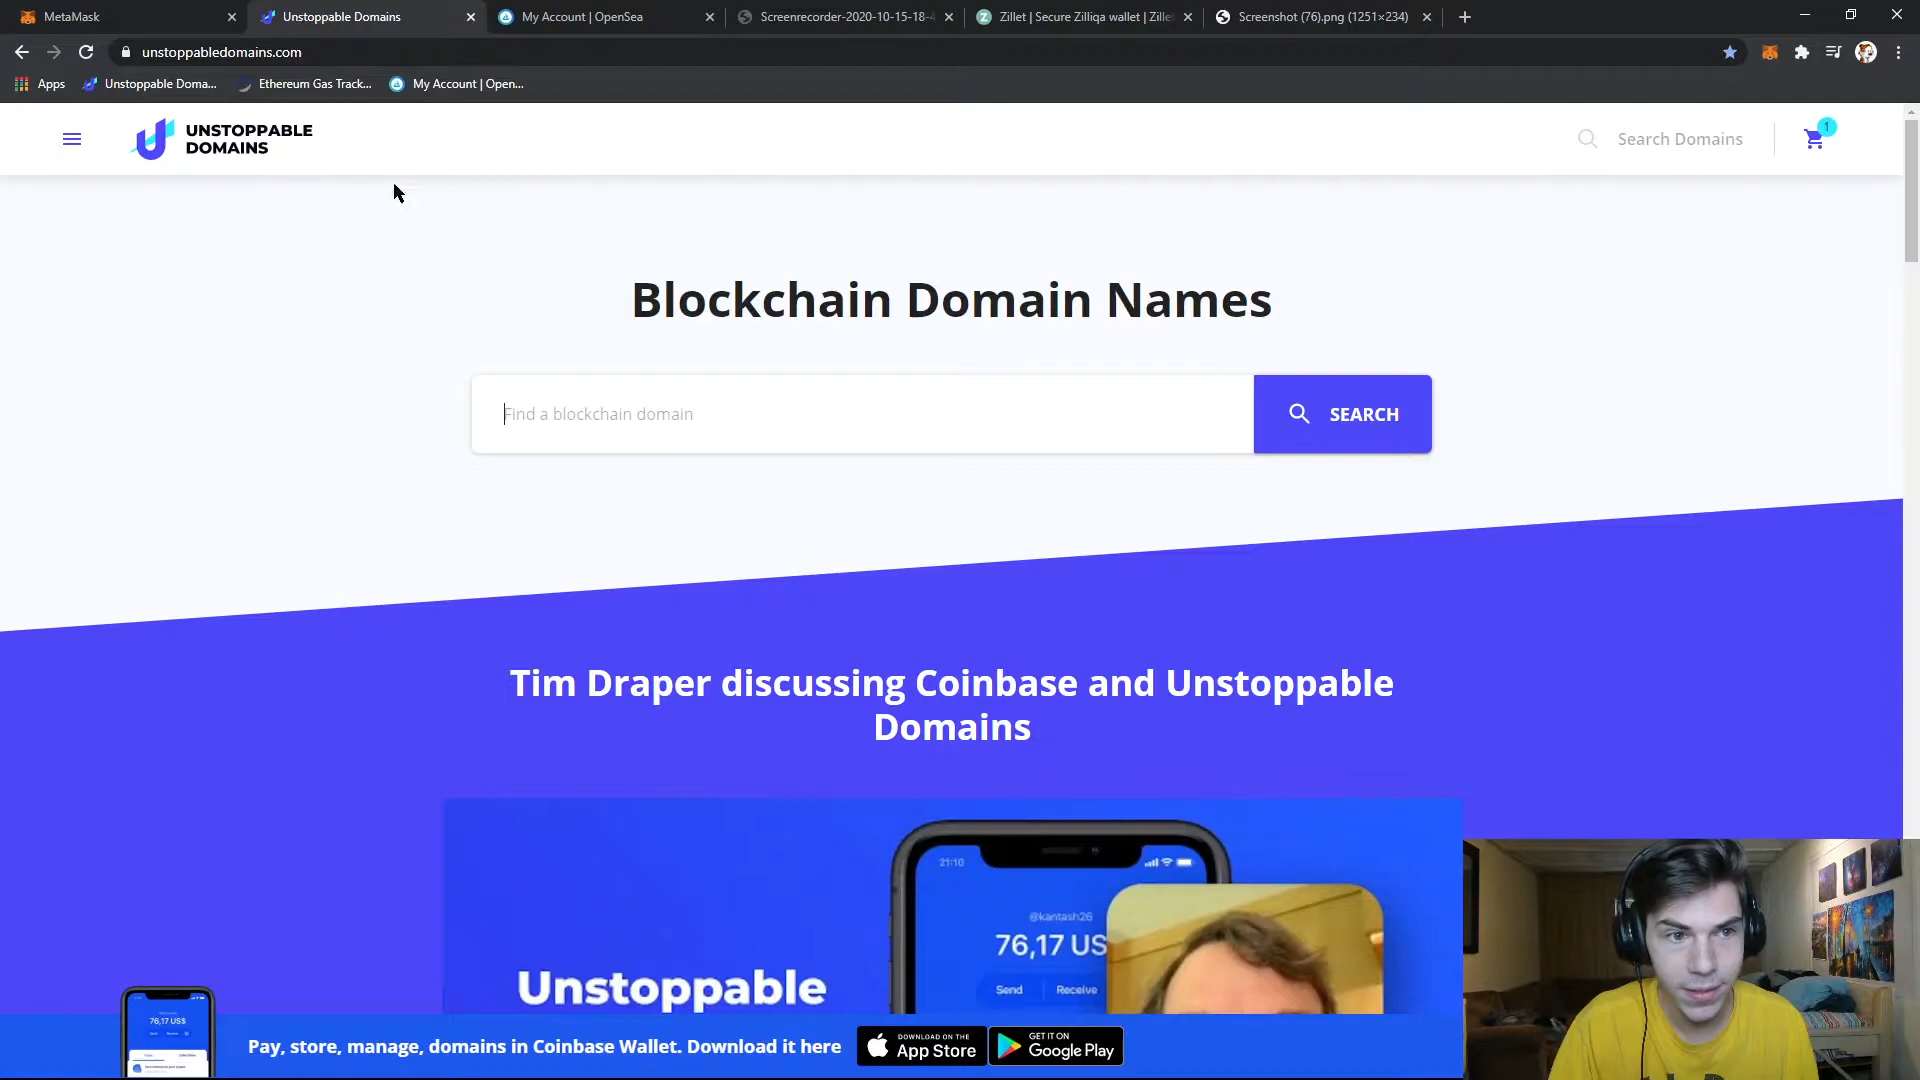 MetaMask
Unstoppable Domains
My Account | OpenSea
Screenrecorder-2020-10-15-18-4
Zillet | Secure Zilliqa wallet | Zille
Screenshot (76).png (1251×234)
unstoppabledomains.com
Apps
Unstoppable Doma...
Ethereum Gas Track...
My Account | Open...
UNSTOPPABLE
DOMAINS
Search Domains
1
Blockchain Domain Names
Find a blockchain domain
SEARCH
Tim Draper discussing Coinbase and Unstoppable
Domains
21:10
@kantash26
76,17 US
Send
Receive
Unstoppable
76,17 US$
Pay, store, manage, domains in Coinbase Wallet. Download it here
DOWNLOAD ON THE
App Store
GET IT ON
Google Play